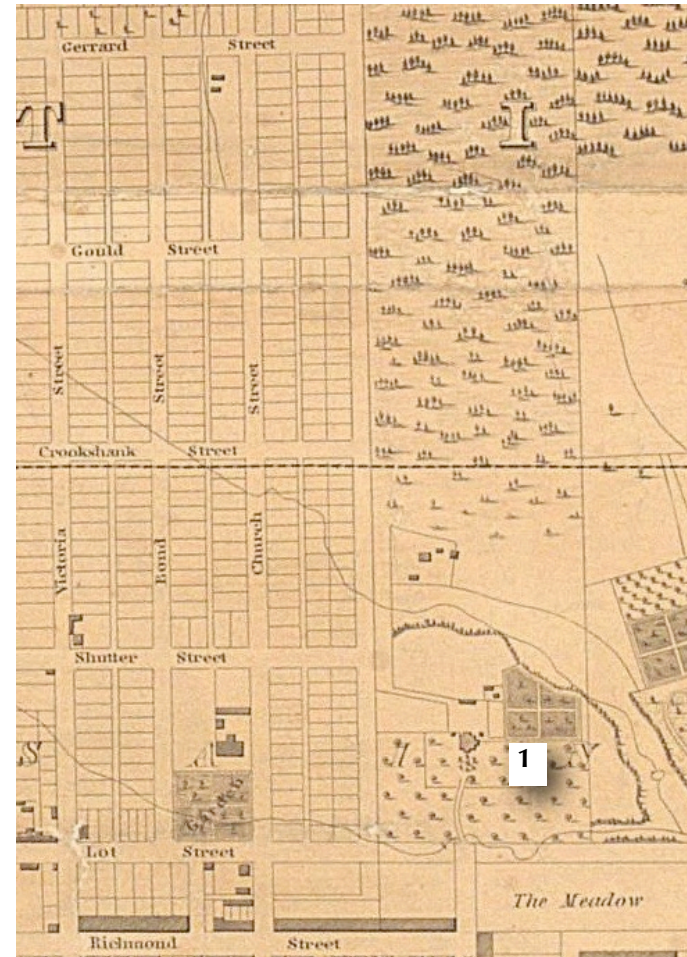 Gerrard Street
T I
Gould Street
Street
Street
Street
Crookshank Street
Victoria
Bond
Church
Shutter Street
S
1
V
Garden
Lot Street
The Meadow
Richmond Street